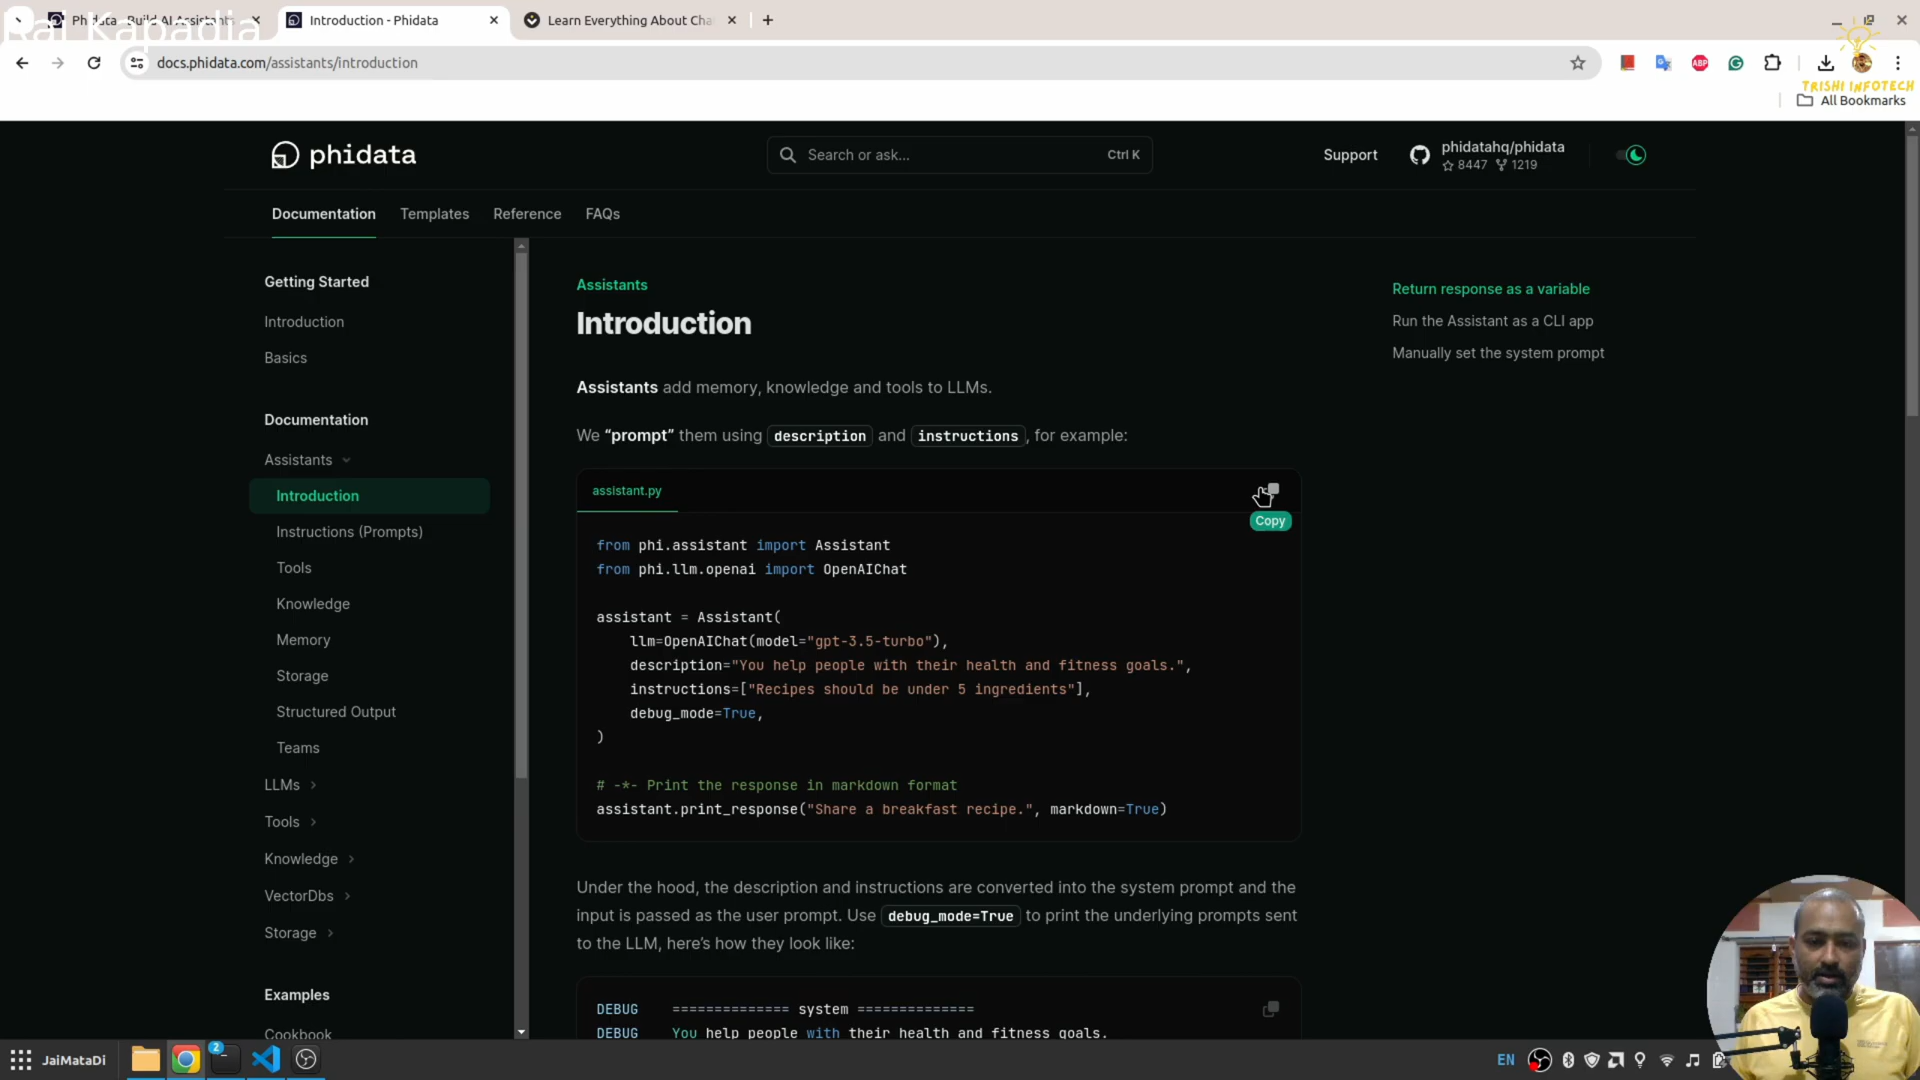 Phidata - Build AI Assistants
Introduction - Phidata
Learn Everything About Cha
Rai Kapadia
docs.phidata.com/assistants/introduction
ABP
TRISHI INFOTECH
All Bookmarks
phidata
Search or ask...
Ctrl K
Support
phidatahq/phidata
8447
1219
Documentation
Templates
Reference
FAQs
Getting Started
Introduction
Basics
Documentation
Assistants
Introduction
Instructions (Prompts)
Tools
Knowledge
Memory
Storage
Structured Output
Teams
LLMs
Tools
Knowledge
VectorDbs
Storage
Examples
Cookbook
Assistants
Introduction
Assistants add memory, knowledge and tools to LLMs.
We “prompt” them using description and instructions, for example:
assistant.py
Copy
from phi.assistant import Assistant
from phi.llm.openai import OpenAIChat
assistant = Assistant(
    llm=OpenAIChat(model="gpt-3.5-turbo"),
    description="You help people with their health and fitness goals.",
    instructions=["Recipes should be under 5 ingredients"],
    debug_mode=True,
)
# -*- Print the response in markdown format
assistant.print_response("Share a breakfast recipe.", markdown=True)
Under the hood, the description and instructions are converted into the system prompt and the
input is passed as the user prompt. Use debug_mode=True to print the underlying prompts sent
to the LLM, here’s how they look like:
DEBUG    ============== system ==============
DEBUG    You help people with their health and fitness goals.
Return response as a variable
Run the Assistant as a CLI app
Manually set the system prompt
JaiMataDi
2
EN